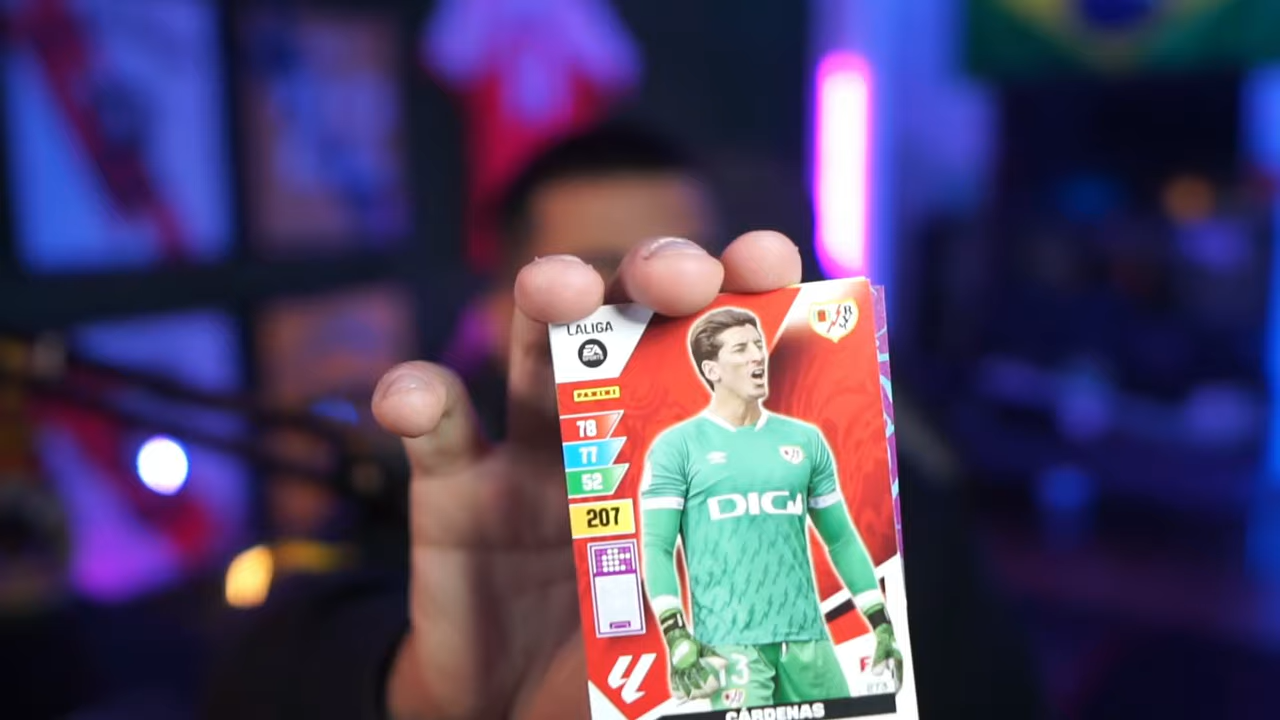 LALIGA
EA
SPORTS
PANINI
78
77
52
207
DIGI
13
CÁRDENAS